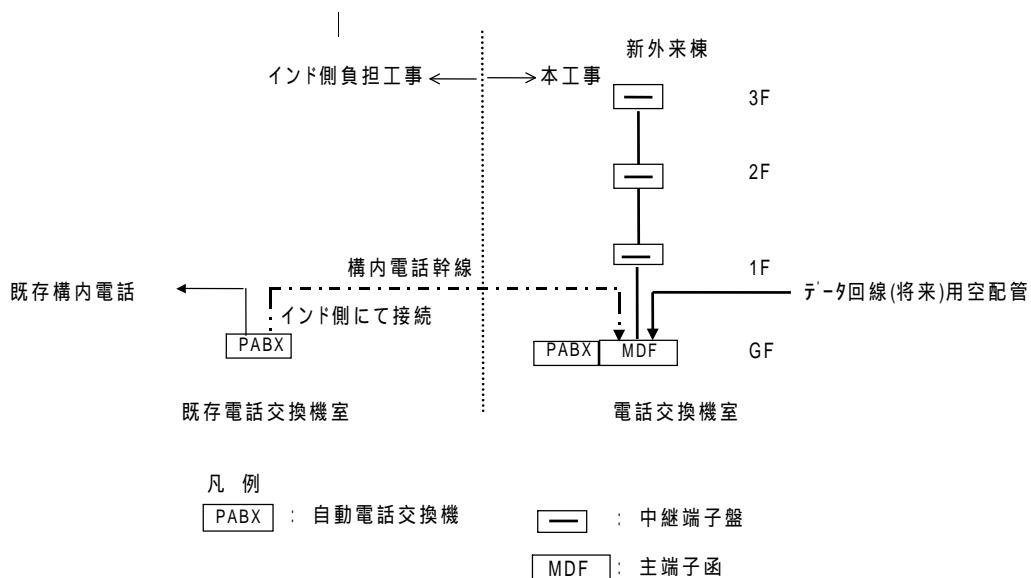 新外来棟
インド側負担工事
本工事
3F
2F
1F
構内電話幹線
既存構内電話
データ回線(将来)用空配管
インド側にて接続
PABX
PABX
MDF
GF
既存電話交換機室
電話交換機室
凡 例
PABX : 自動電話交換機
: 中継端子盤
MDF : 主端子函